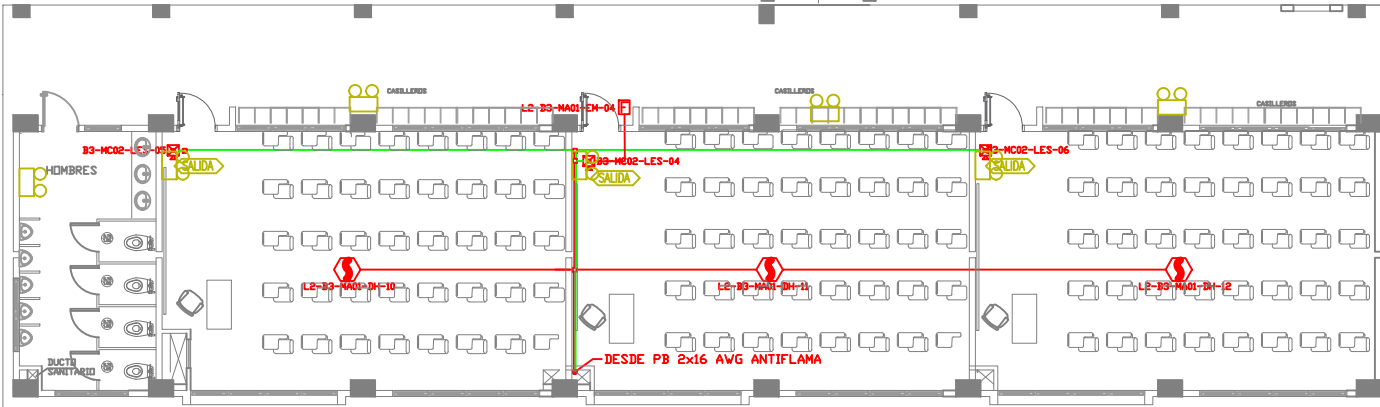 CASILLEROS
CASILLEROS
CASILLEROS
L2-B3-MA01-EM-04
B3-MC02-LES-05
B3-MC02-LES-04
B3-MC02-LES-06
SALIDA
SALIDA
SALIDA
HOMBRES
L2-B3-MA01-DH-10
L2-B3-MA01-DH-11
L2-B3-MA01-DH-12
DESDE PB 2x16 AWG ANTIFLAMA
DUCTO
SANITARIO